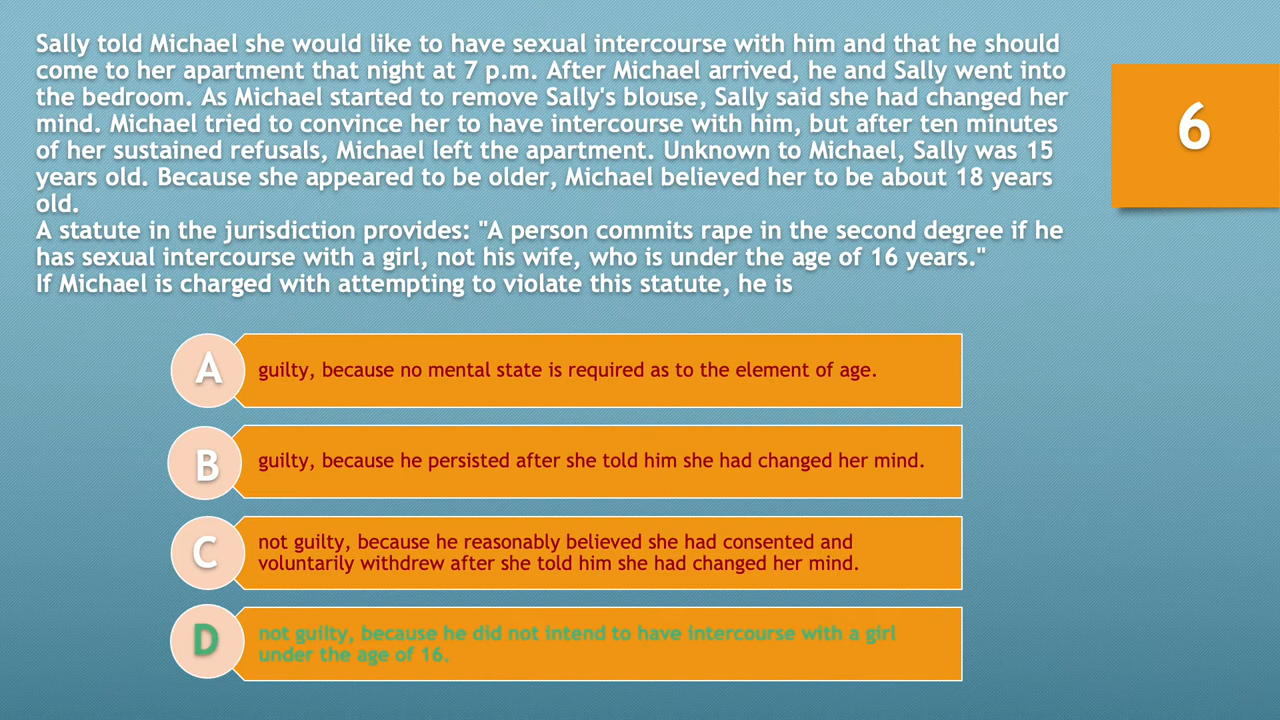 Sally told Michael she would like to have sexual intercourse with him and that he should
come to her apartment that night at 7 p.m. After Michael arrived, he and Sally went into
the bedroom. As Michael started to remove Sally's blouse, Sally said she had changed her
mind. Michael tried to convince her to have intercourse with him, but after ten minutes
of her sustained refusals, Michael left the apartment. Unknown to Michael, Sally was 15
years old. Because she appeared to be older, Michael believed her to be about 18 years
old.
A statute in the jurisdiction provides: "A person commits rape in the second degree if he
has sexual intercourse with a girl, not his wife, who is under the age of 16 years."
If Michael is charged with attempting to violate this statute, he is
6
A
guilty, because no mental state is required as to the element of age.
B
guilty, because he persisted after she told him she had changed her mind.
C
not guilty, because he reasonably believed she had consented and
voluntarily withdrew after she told him she had changed her mind.
D
not guilty, because he did not intend to have intercourse with a girl
under the age of 16.